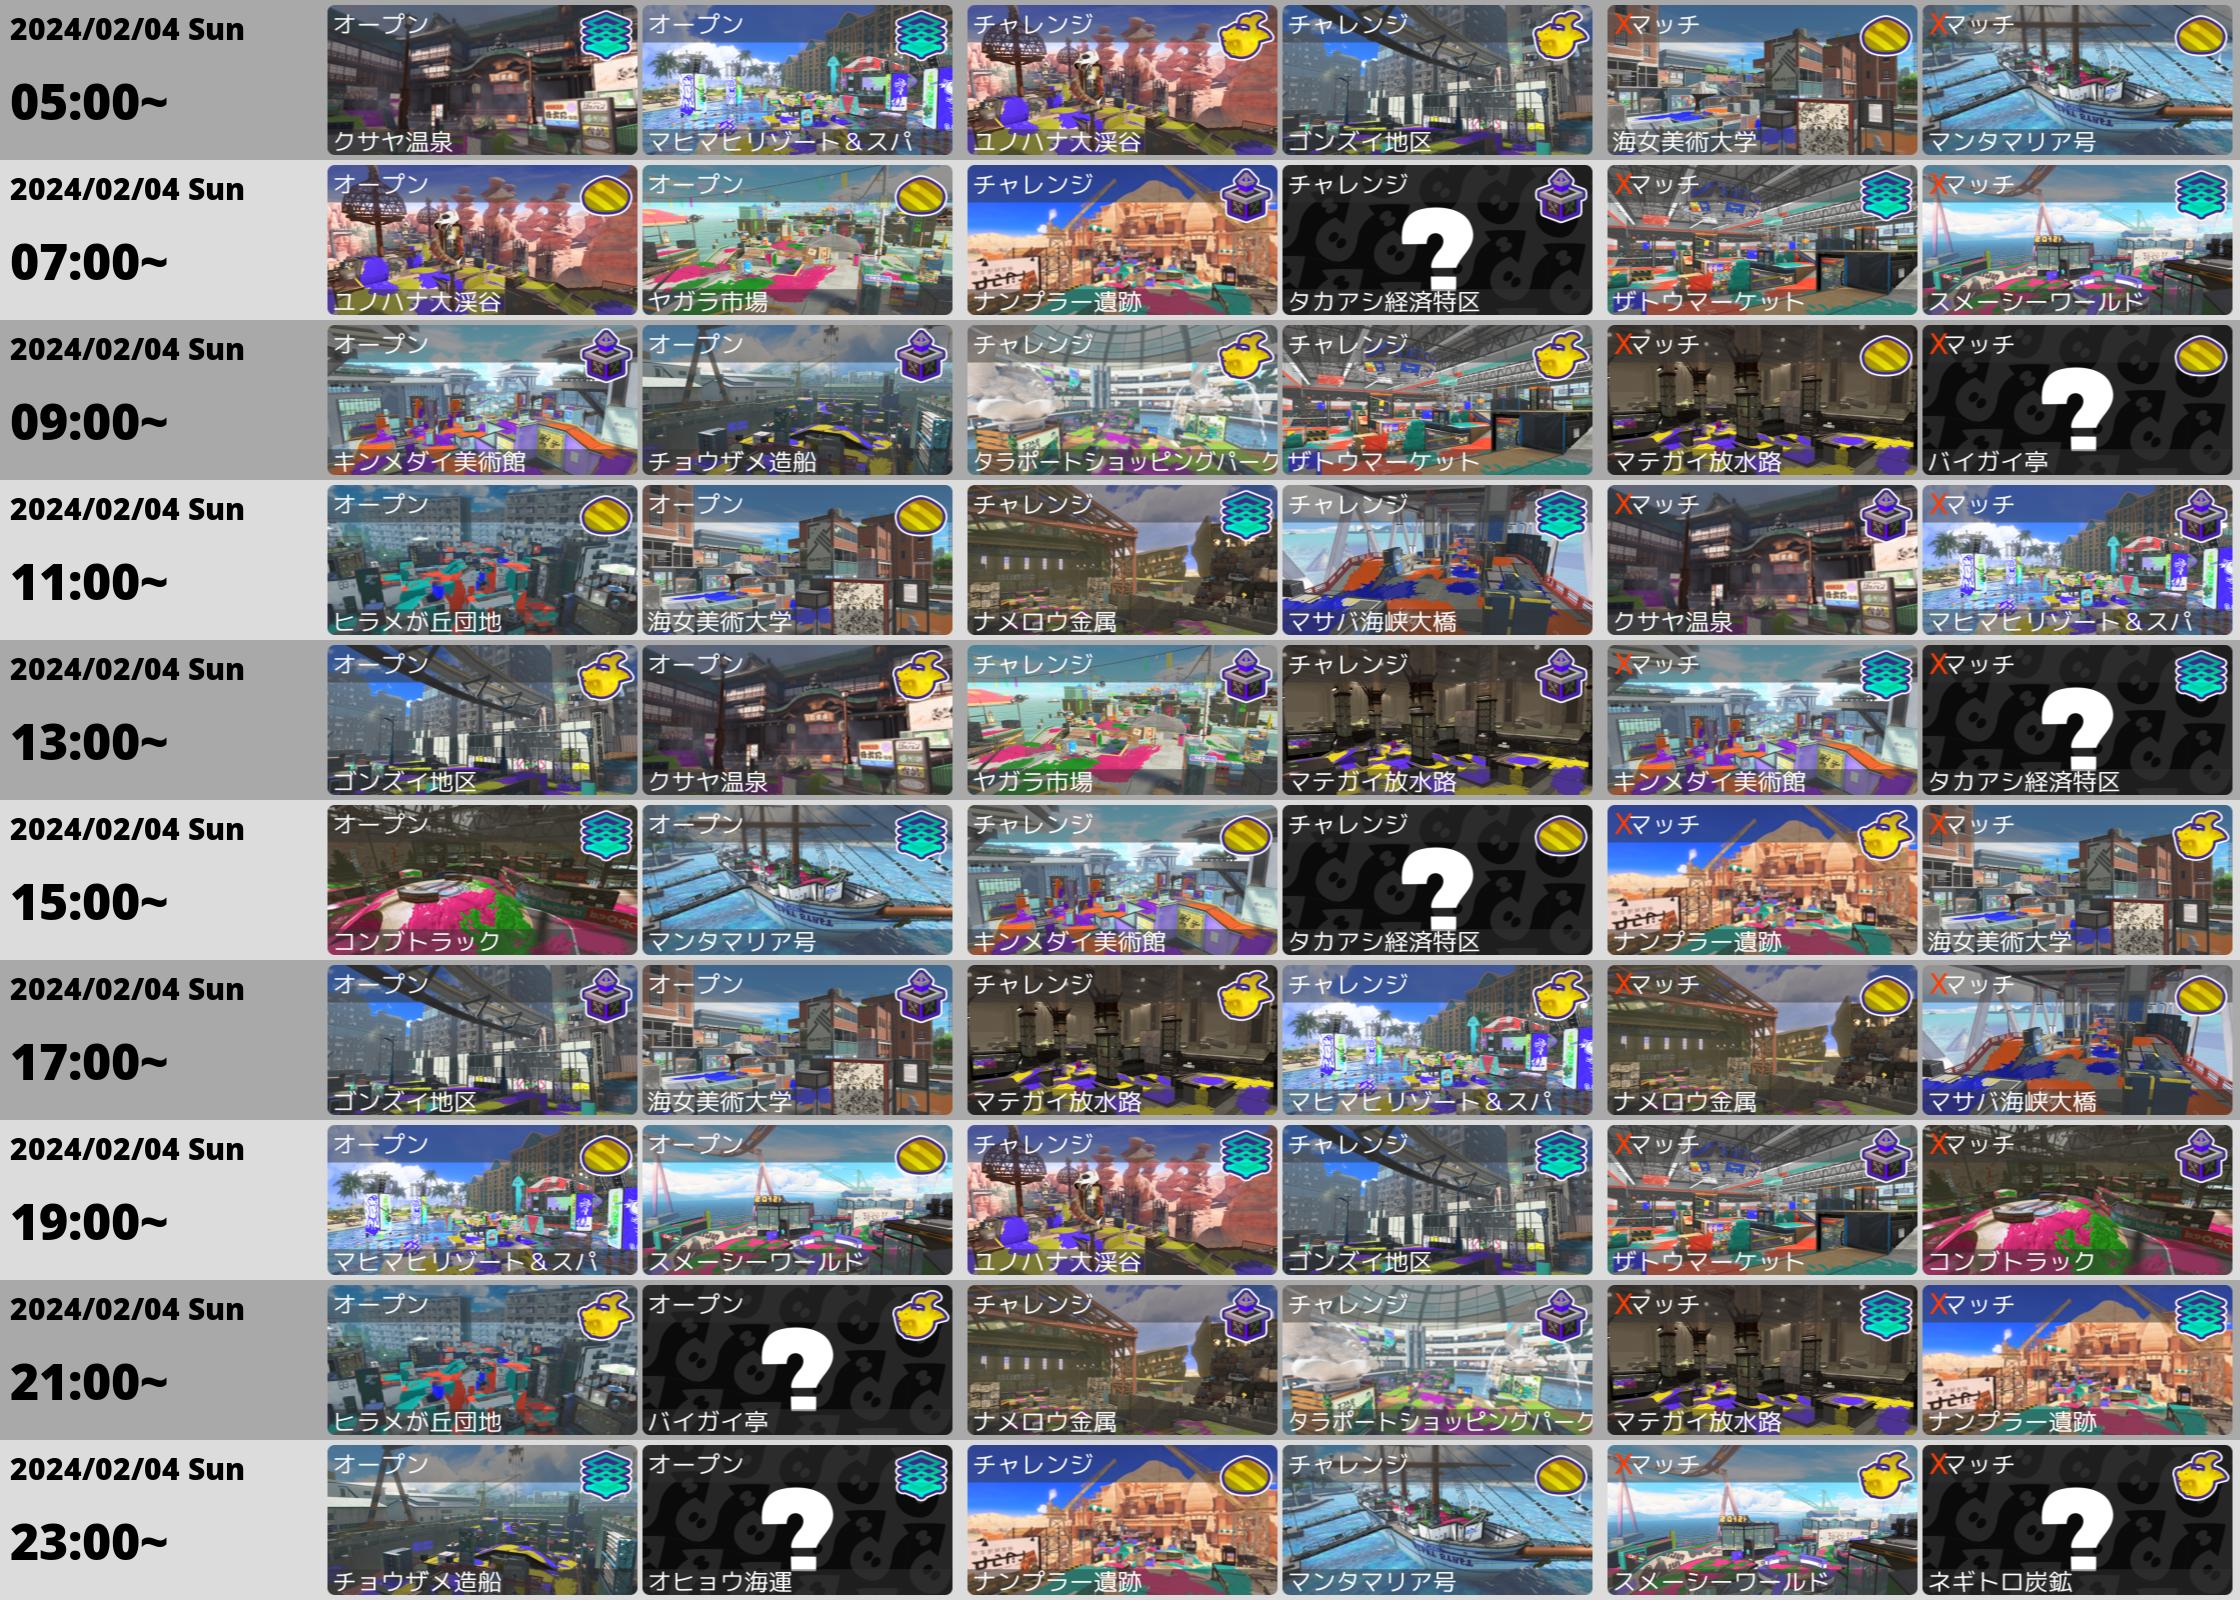 2024/02/04 Sun
05:00~
オープン
クサヤ温泉
オープン
マヒマヒリゾート＆スパ
チャレンジ
ユノハナ大渓谷
チャレンジ
ゴンズイ地区
Xマッチ
海女美術大学
Xマッチ
マンタマリア号
2024/02/04 Sun
07:00~
オープン
ユノハナ大渓谷
オープン
ヤガラ市場
チャレンジ
ナンプラー遺跡
チャレンジ
?
タカアシ経済特区
Xマッチ
ザトウマーケット
Xマッチ
スメーシーワールド
2024/02/04 Sun
09:00~
オープン
キンメダイ美術館
オープン
チョウザメ造船
チャレンジ
タラポートショッピングパーク
チャレンジ
ザトウマーケット
Xマッチ
マテガイ放水路
Xマッチ
?
バイガイ亭
2024/02/04 Sun
11:00~
オープン
ヒラメが丘団地
オープン
海女美術大学
チャレンジ
ナメロウ金属
チャレンジ
マサバ海峡大橋
Xマッチ
クサヤ温泉
Xマッチ
マヒマヒリゾート＆スパ
2024/02/04 Sun
13:00~
オープン
ゴンズイ地区
オープン
クサヤ温泉
チャレンジ
ヤガラ市場
チャレンジ
マテガイ放水路
Xマッチ
キンメダイ美術館
Xマッチ
?
タカアシ経済特区
2024/02/04 Sun
15:00~
オープン
コンブトラック
オープン
マンタマリア号
チャレンジ
キンメダイ美術館
チャレンジ
?
タカアシ経済特区
Xマッチ
ナンプラー遺跡
Xマッチ
海女美術大学
2024/02/04 Sun
17:00~
オープン
ゴンズイ地区
オープン
海女美術大学
チャレンジ
マテガイ放水路
チャレンジ
マヒマヒリゾート＆スパ
Xマッチ
ナメロウ金属
Xマッチ
マサバ海峡大橋
2024/02/04 Sun
19:00~
オープン
マヒマヒリゾート＆スパ
オープン
スメーシーワールド
チャレンジ
ユノハナ大渓谷
チャレンジ
ゴンズイ地区
Xマッチ
ザトウマーケット
Xマッチ
コンブトラック
2024/02/04 Sun
21:00~
オープン
ヒラメが丘団地
オープン
?
バイガイ亭
チャレンジ
ナメロウ金属
チャレンジ
タラポートショッピングパーク
Xマッチ
マテガイ放水路
Xマッチ
ナンプラー遺跡
2024/02/04 Sun
23:00~
オープン
チョウザメ造船
オープン
?
オヒョウ海運
チャレンジ
ナンプラー遺跡
チャレンジ
マンタマリア号
Xマッチ
スメーシーワールド
Xマッチ
?
ネギトロ炭鉱